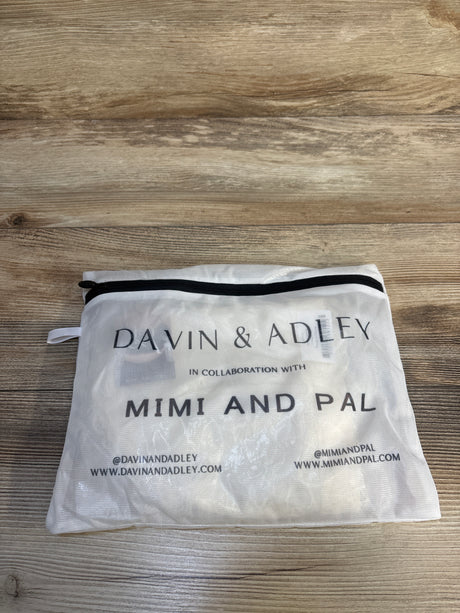 DAVIN & ADLEY
IN COLLABORATION WITH
MIMI AND PAL
@DAVINANDADLEY
WWW.DAVINANDADLEY.COM
@MIMIANDPAL
WWW.MIMIANDPAL.COM